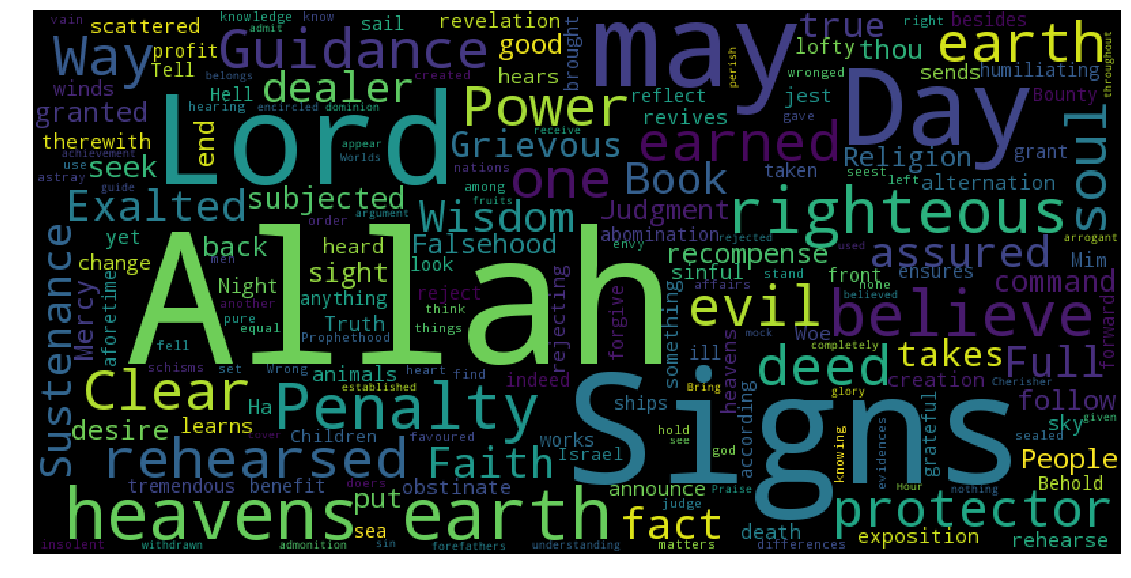 scattered
knowledge
know
sail
revelation
true
right
besides
vain
admit
Way
profit
Tell
Guidance
good
brought
may
perish
lofty
thou
earth
throughout
belongs
created
hears
wronged
sends
humiliating
winds
Hell
dealer
Power
reflect
jest
Day
Bounty
granted
hearing
encircled
dominion
receive
revives
gave
therewith
end
Lord
appear
Worlds
Grievous
earned
taken
Religion
seest
grant
soul
achievement
use
astray
seek
guide
nations
one
Book
left
alternation
Exalted
subjected
order
argument
among
fruits
Wisdom
Judgment
righteous
abomination
envy
rejected
used
arrogant
yet
back
men
heard
Falsehood
recompense
assured
Sustenance
Mercy
aforetime
change
Night
another
sight
look
rejecting
sinful
stand
front
ensures
Mim
command
Allah
anything
reject
forgive
something
affairs
none
believed
forward
pure
equal
think
things
Truth
Prophethood
evil
mock
Woe
believe
fell
schisms
set
Wrong
heart
find
indeed
ill
heavens
completely
creation
Cherisher
Clear
animals
established
Penalty
ships
according
Bring
deed
takes
glory
Full
Ha
desire
learns
cover
Children
favoured
works
Israel
hold
see
god
Signs
knowing
evidences
grateful
sky
given
follow
sealed
People
rehearsed
Faith
tremendous
benefit
obstinate
announce
Praise
Hour
nothing
Behold
heavens
put
earth
judge
death
protector
sea
fact
insolent
withdrawn
doers
admonition
sin
forefathers
understanding
matters
differences
exposition
rehearse